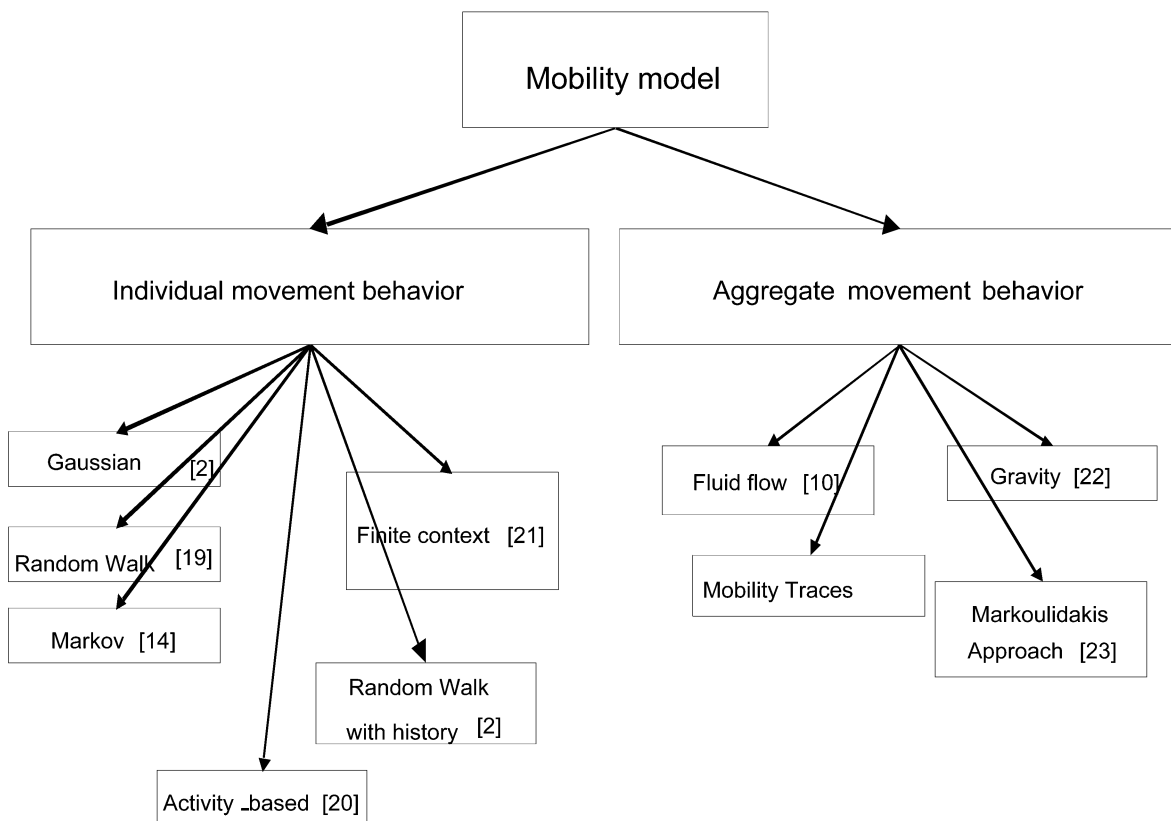 Mobility model
Individual movement behavior
Aggregate movement behavior
Gaussian [2]
Random Walk [19]
Markov [14]
Finite context [21]
Random Walk
with history [2]
Activity _based [20]
Fluid flow [10]
Gravity [22]
Mobility Traces
Markoulidakis
Approach [23]